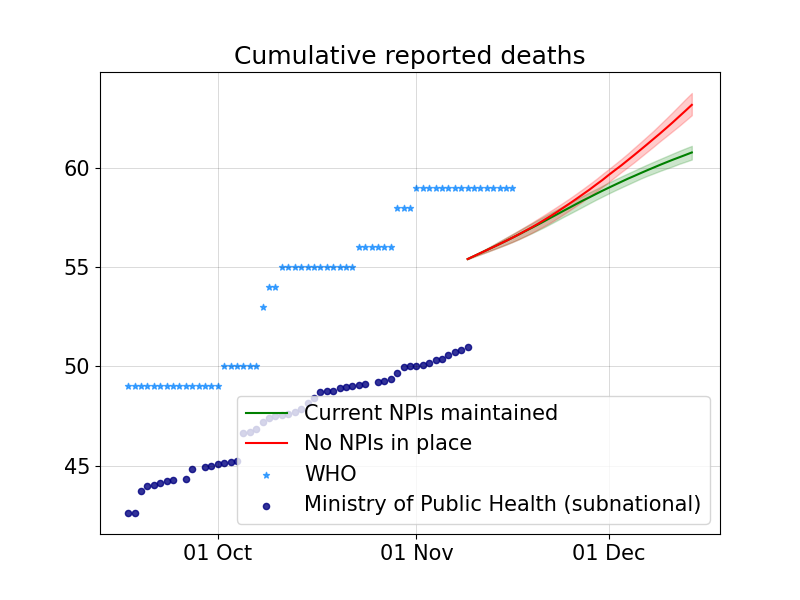 Cumulative reported deaths
60
55
50
45
Current NPIs maintained
No NPIs in place
WHO
Ministry of Public Health (subnational)
01 Oct 01 Nov 01 Dec